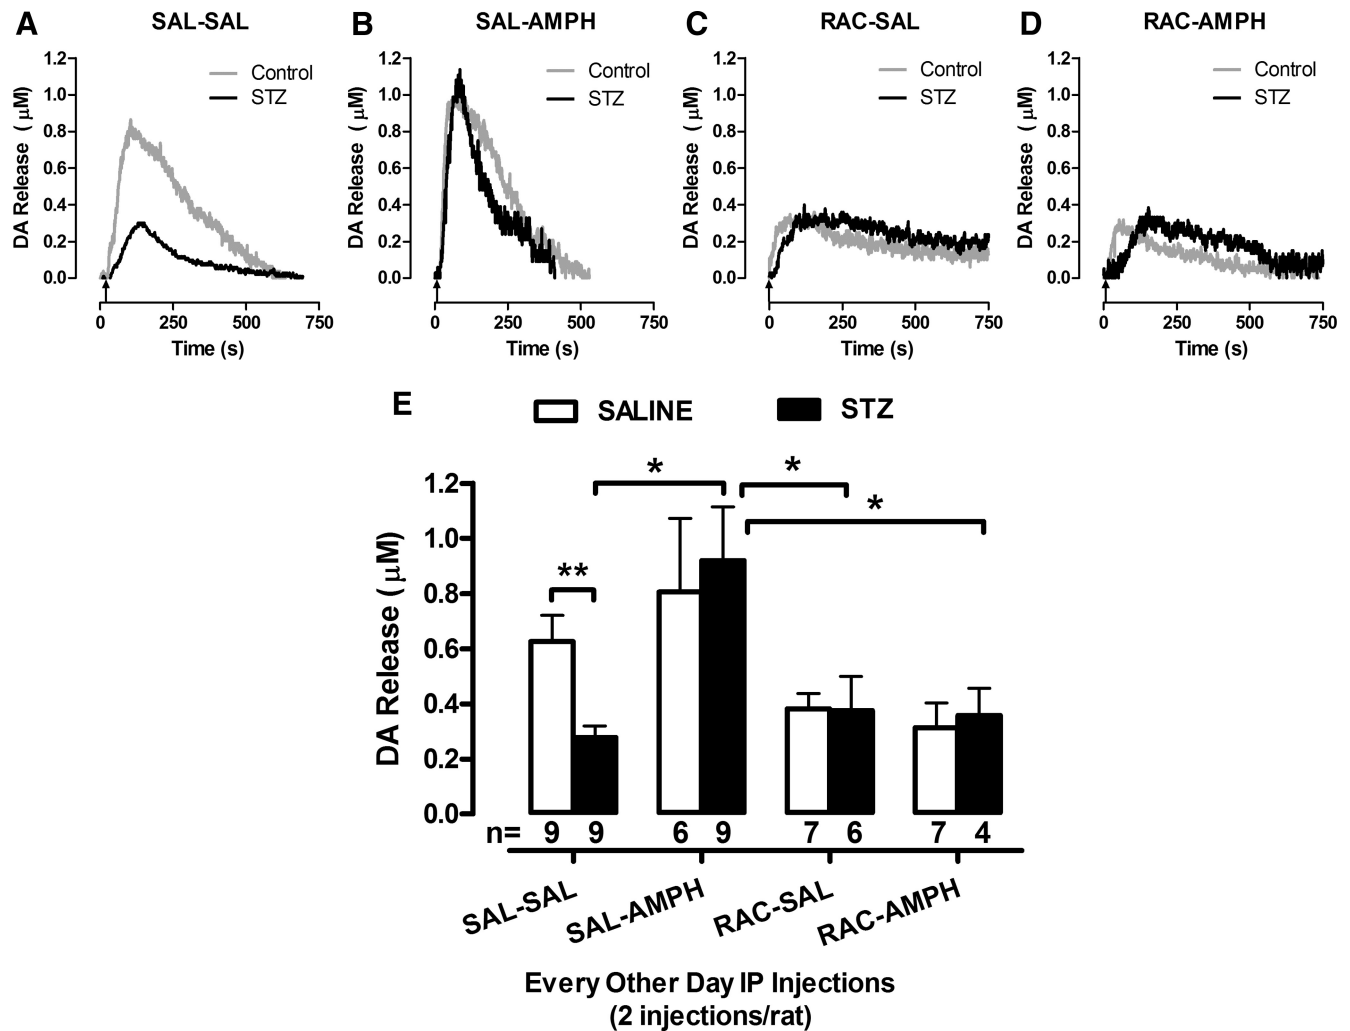 A SAL-SAL
Control
STZ
DA Release ( μM)
1.2
1.0
0.8
0.6
0.4
0.2
0.0
0 250 500 750
Time (s)
B SAL-AMPH
Control
STZ
DA Release ( μM)
1.2
1.0
0.8
0.6
0.4
0.2
0.0
0 250 500 750
Time (s)
C RAC-SAL
Control
STZ
DA Release ( μM)
1.2
1.0
0.8
0.6
0.4
0.2
0.0
0 250 500 750
Time (s)
D RAC-AMPH
Control
STZ
DA Release ( μM)
1.2
1.0
0.8
0.6
0.4
0.2
0.0
0 250 500 750
Time (s)
E SALINE STZ
DA Release ( μM)
1.2
1.0
0.8
0.6
0.4
0.2
0.0
* * *
**
n= 9 9 6 9 7 6 7 4
SAL-SAL SAL-AMPH RAC-SAL RAC-AMPH
Every Other Day IP Injections
(2 injections/rat)